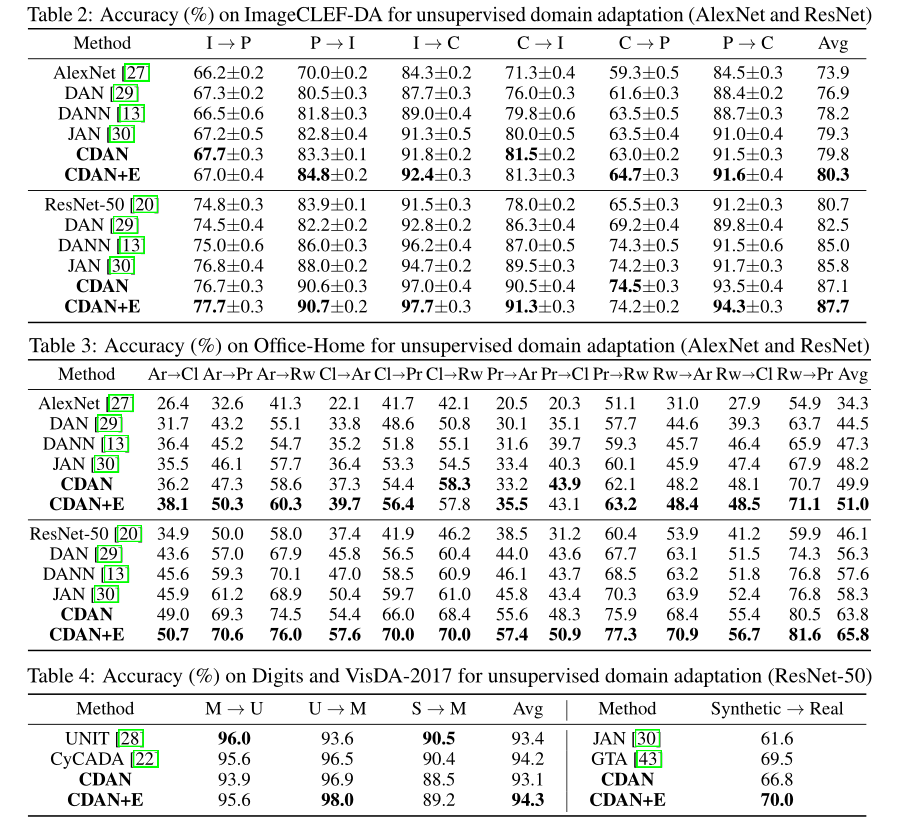 Table 2: Accuracy (%) on ImageCLEF-DA for unsupervised domain adaptation (AlexNet and ResNet)
Method I → P P → I I → C C → I C → P P → C Avg
AlexNet [27] 66.2±0.2 70.0±0.2 84.3±0.2 71.3±0.4 59.3±0.5 84.5±0.3 73.9
DAN [29] 67.3±0.2 80.5±0.3 87.7±0.3 76.0±0.3 61.6±0.3 88.4±0.2 76.9
DANN [13] 66.5±0.6 81.8±0.3 89.0±0.4 79.8±0.6 63.5±0.5 88.7±0.3 78.2
JAN [30] 67.2±0.5 82.8±0.4 91.3±0.5 80.0±0.5 63.5±0.4 91.0±0.4 79.3
CDAN 67.7±0.3 83.3±0.1 91.8±0.2 81.5±0.2 63.0±0.2 91.5±0.3 79.8
CDAN+E 67.0±0.4 84.8±0.2 92.4±0.3 81.3±0.3 64.7±0.3 91.6±0.4 80.3
ResNet-50 [20] 74.8±0.3 83.9±0.1 91.5±0.3 78.0±0.2 65.5±0.3 91.2±0.3 80.7
DAN [29] 74.5±0.4 82.2±0.2 92.8±0.2 86.3±0.4 69.2±0.4 89.8±0.4 82.5
DANN [13] 75.0±0.6 86.0±0.3 96.2±0.4 87.0±0.5 74.3±0.5 91.5±0.6 85.0
JAN [30] 76.8±0.4 88.0±0.2 94.7±0.2 89.5±0.3 74.2±0.3 91.7±0.3 85.8
CDAN 76.7±0.3 90.6±0.3 97.0±0.4 90.5±0.4 74.5±0.3 93.5±0.4 87.1
CDAN+E 77.7±0.3 90.7±0.2 97.7±0.3 91.3±0.3 74.2±0.2 94.3±0.3 87.7
Table 3: Accuracy (%) on Office-Home for unsupervised domain adaptation (AlexNet and ResNet)
Method Ar→Cl Ar→Pr Ar→Rw Cl→Ar Cl→Pr Cl→Rw Pr→Ar Pr→Cl Pr→Rw Rw→Ar Rw→Cl Rw→Pr Avg
AlexNet [27] 26.4 32.6 41.3 22.1 41.7 42.1 20.5 20.3 51.1 31.0 27.9 54.9 34.3
DAN [29] 31.7 43.2 55.1 33.8 48.6 50.8 30.1 35.1 57.7 44.6 39.3 63.7 44.5
DANN [13] 36.4 45.2 54.7 35.2 51.8 55.1 31.6 39.7 59.3 45.7 46.4 65.9 47.3
JAN [30] 35.5 46.1 57.7 36.4 53.3 54.5 33.4 40.3 60.1 45.9 47.4 67.9 48.2
CDAN 36.2 47.3 58.6 37.3 54.4 58.3 33.2 43.9 62.1 48.2 48.1 70.7 49.9
CDAN+E 38.1 50.3 60.3 39.7 56.4 57.8 35.5 43.1 63.2 48.4 48.5 71.1 51.0
ResNet-50 [20] 34.9 50.0 58.0 37.4 41.9 46.2 38.5 31.2 60.4 53.9 41.2 59.9 46.1
DAN [29] 43.6 57.0 67.9 45.8 56.5 60.4 44.0 43.6 67.7 63.1 51.5 74.3 56.3
DANN [13] 45.6 59.3 70.1 47.0 58.5 60.9 46.1 43.7 68.5 63.2 51.8 76.8 57.6
JAN [30] 45.9 61.2 68.9 50.4 59.7 61.0 45.8 43.4 70.3 63.9 52.4 76.8 58.3
CDAN 49.0 69.3 74.5 54.4 66.0 68.4 55.6 48.3 75.9 68.4 55.4 80.5 63.8
CDAN+E 50.7 70.6 76.0 57.6 70.0 70.0 57.4 50.9 77.3 70.9 56.7 81.6 65.8
Table 4: Accuracy (%) on Digits and VisDA-2017 for unsupervised domain adaptation (ResNet-50)
Method M → U U → M S → M Avg Method Synthetic → Real
UNIT [28] 96.0 93.6 90.5 93.4 JAN [30] 61.6
CyCADA [22] 95.6 96.5 90.4 94.2 GTA [43] 69.5
CDAN 93.9 96.9 88.5 93.1 CDAN 66.8
CDAN+E 95.6 98.0 89.2 94.3 CDAN+E 70.0